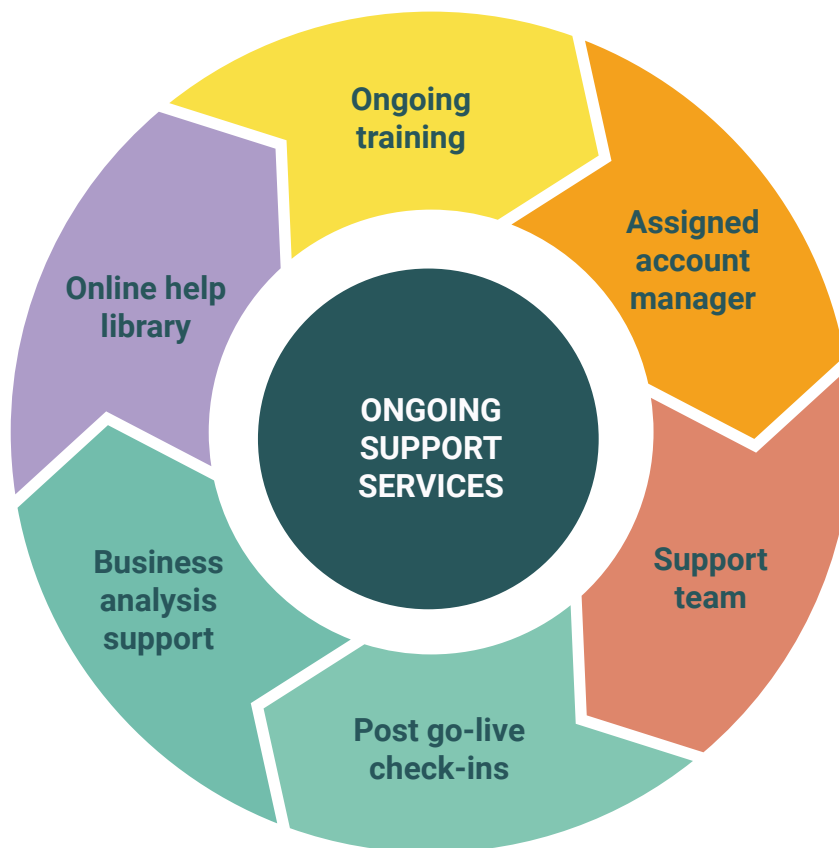 Ongoing
training
Assigned
account
manager
Support
team
Post go-live
check-ins
Business
analysis
support
Online help
library
ONGOING
SUPPORT
SERVICES